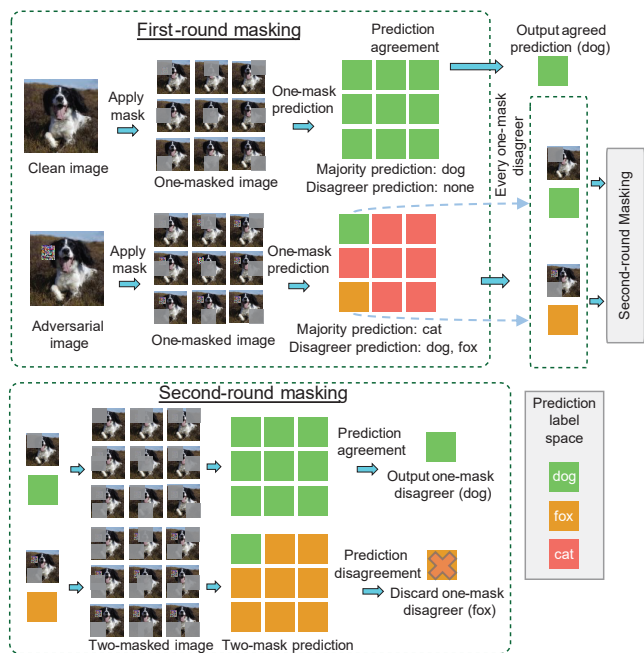 First-round masking
Prediction
agreement
Output agreed
prediction (dog)
Apply
mask
One-mask
prediction
Clean image
One-masked image
Majority prediction: dog
Disagreer prediction: none
Every one-mask
disagreer
Apply
mask
One-mask
prediction
Adversarial
image
One-masked image
Majority prediction: cat
Disagreer prediction: dog, fox
Second-round Masking
Second-round masking
Prediction
agreement
Output one-mask
disagreer (dog)
Prediction
disagreement
Discard one-mask
disagreer (fox)
Two-masked image
Two-mask prediction
Prediction
label
space
dog
fox
cat